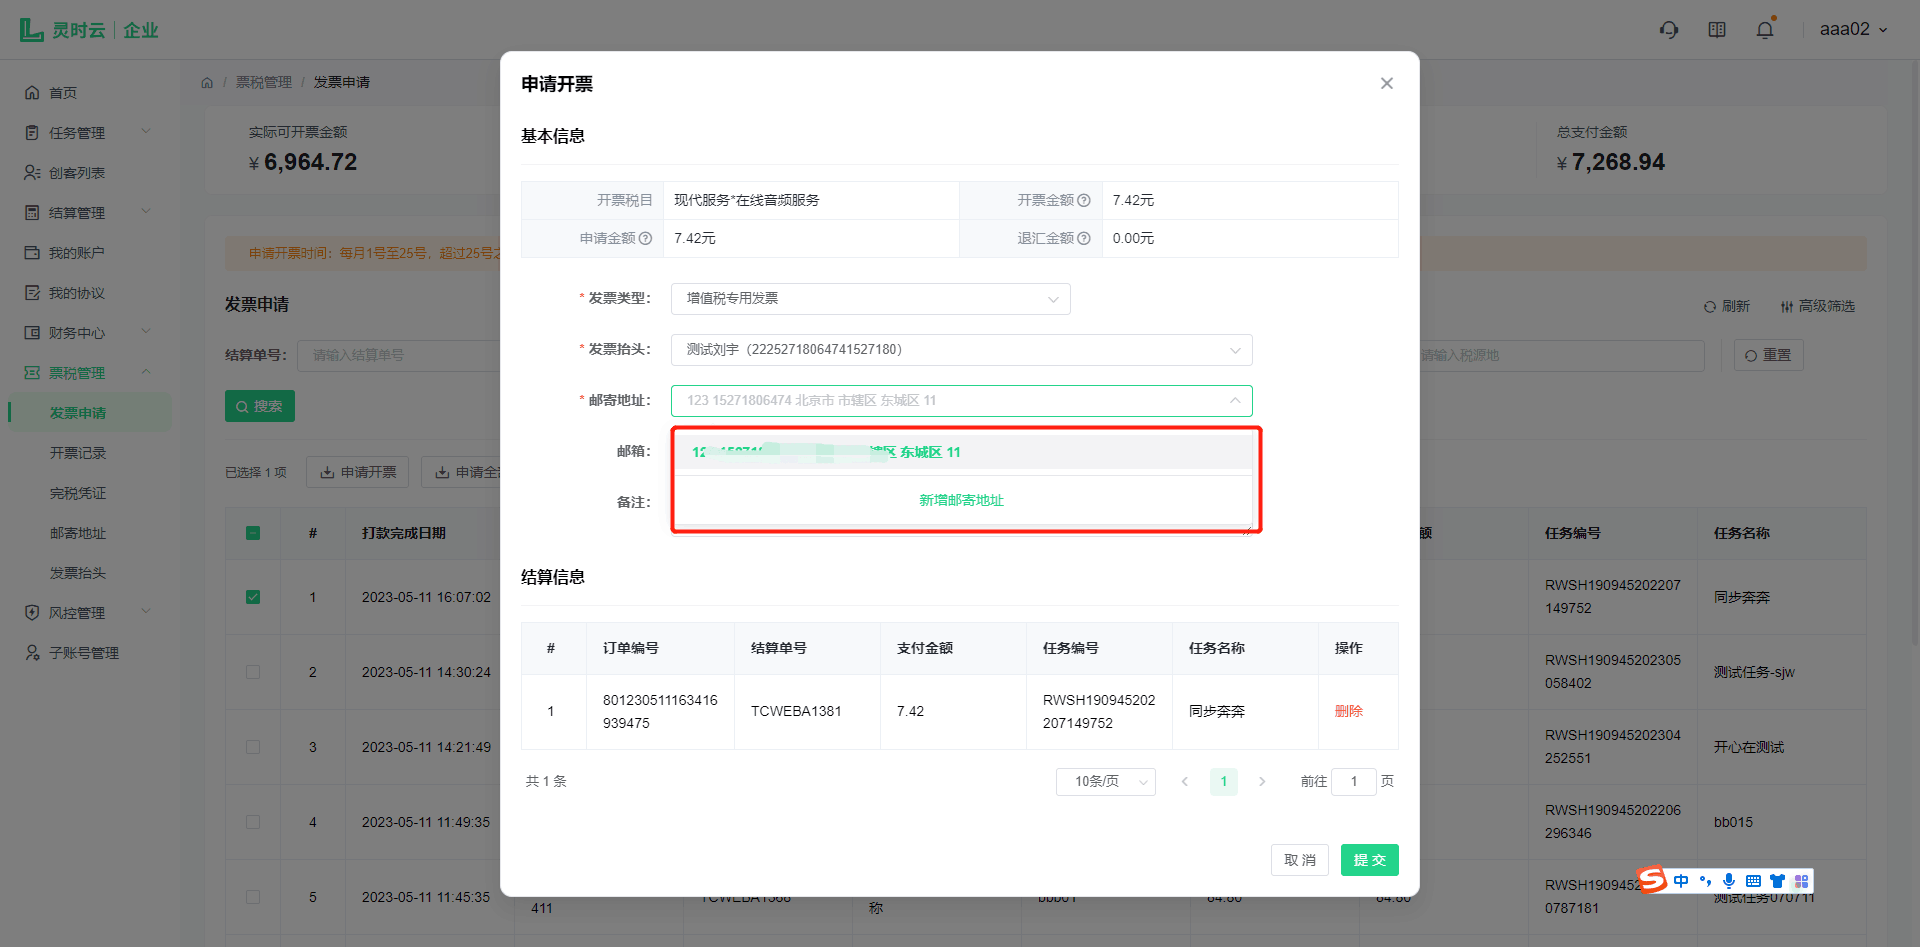 灵时云 | 企业
aaa02
首页
任务管理
创客列表
结算管理
我的账户
我的协议
财务中心
票税管理
发票申请
开票记录
完税凭证
邮寄地址
发票抬头
风控管理
子账号管理
/ 票税管理 / 发票申请
实际可开票金额
¥ 6,964.72
总支付金额
¥ 7,268.94
申请开票时间：每月1号至25号，超过25号
发票申请
刷新 高级筛选
结算单号： 请输入结算单号
请输入税源地 重置
搜索
已选择 1 项 申请开票 申请全
# 打款完成日期 额 任务编号 任务名称
1 2023-05-11 16:07:02 RWSH190945202207
149752 同步奔奔
2 2023-05-11 14:30:24 RWSH190945202305
058402 测试任务-sjw
3 2023-05-11 14:21:49 RWSH190945202304
252551 开心在测试
4 2023-05-11 11:49:35 RWSH190945202206
296346 bb015
5 2023-05-11 11:45:35
411 称
RWSH19094520
0787181 测试任务070711
申请开票
基本信息
开票税目 现代服务*在线音频服务 开票金额 7.42元
申请金额 7.42元 退汇金额 0.00元
* 发票类型： 增值税专用发票
* 发票抬头： 测试刘宇（22252718064741527180）
* 邮寄地址： 123 15271806474 北京市 市辖区 东城区 11
邮箱： 区 东城区 11
备注： 新增邮寄地址
结算信息
# 订单编号 结算单号 支付金额 任务编号 任务名称 操作
1 801230511163416
939475 TCWEBA1381 7.42 RWSH190945202
207149752 同步奔奔 删除
共 1 条 10条/页 1 前往 1 页
取 消 提 交
中